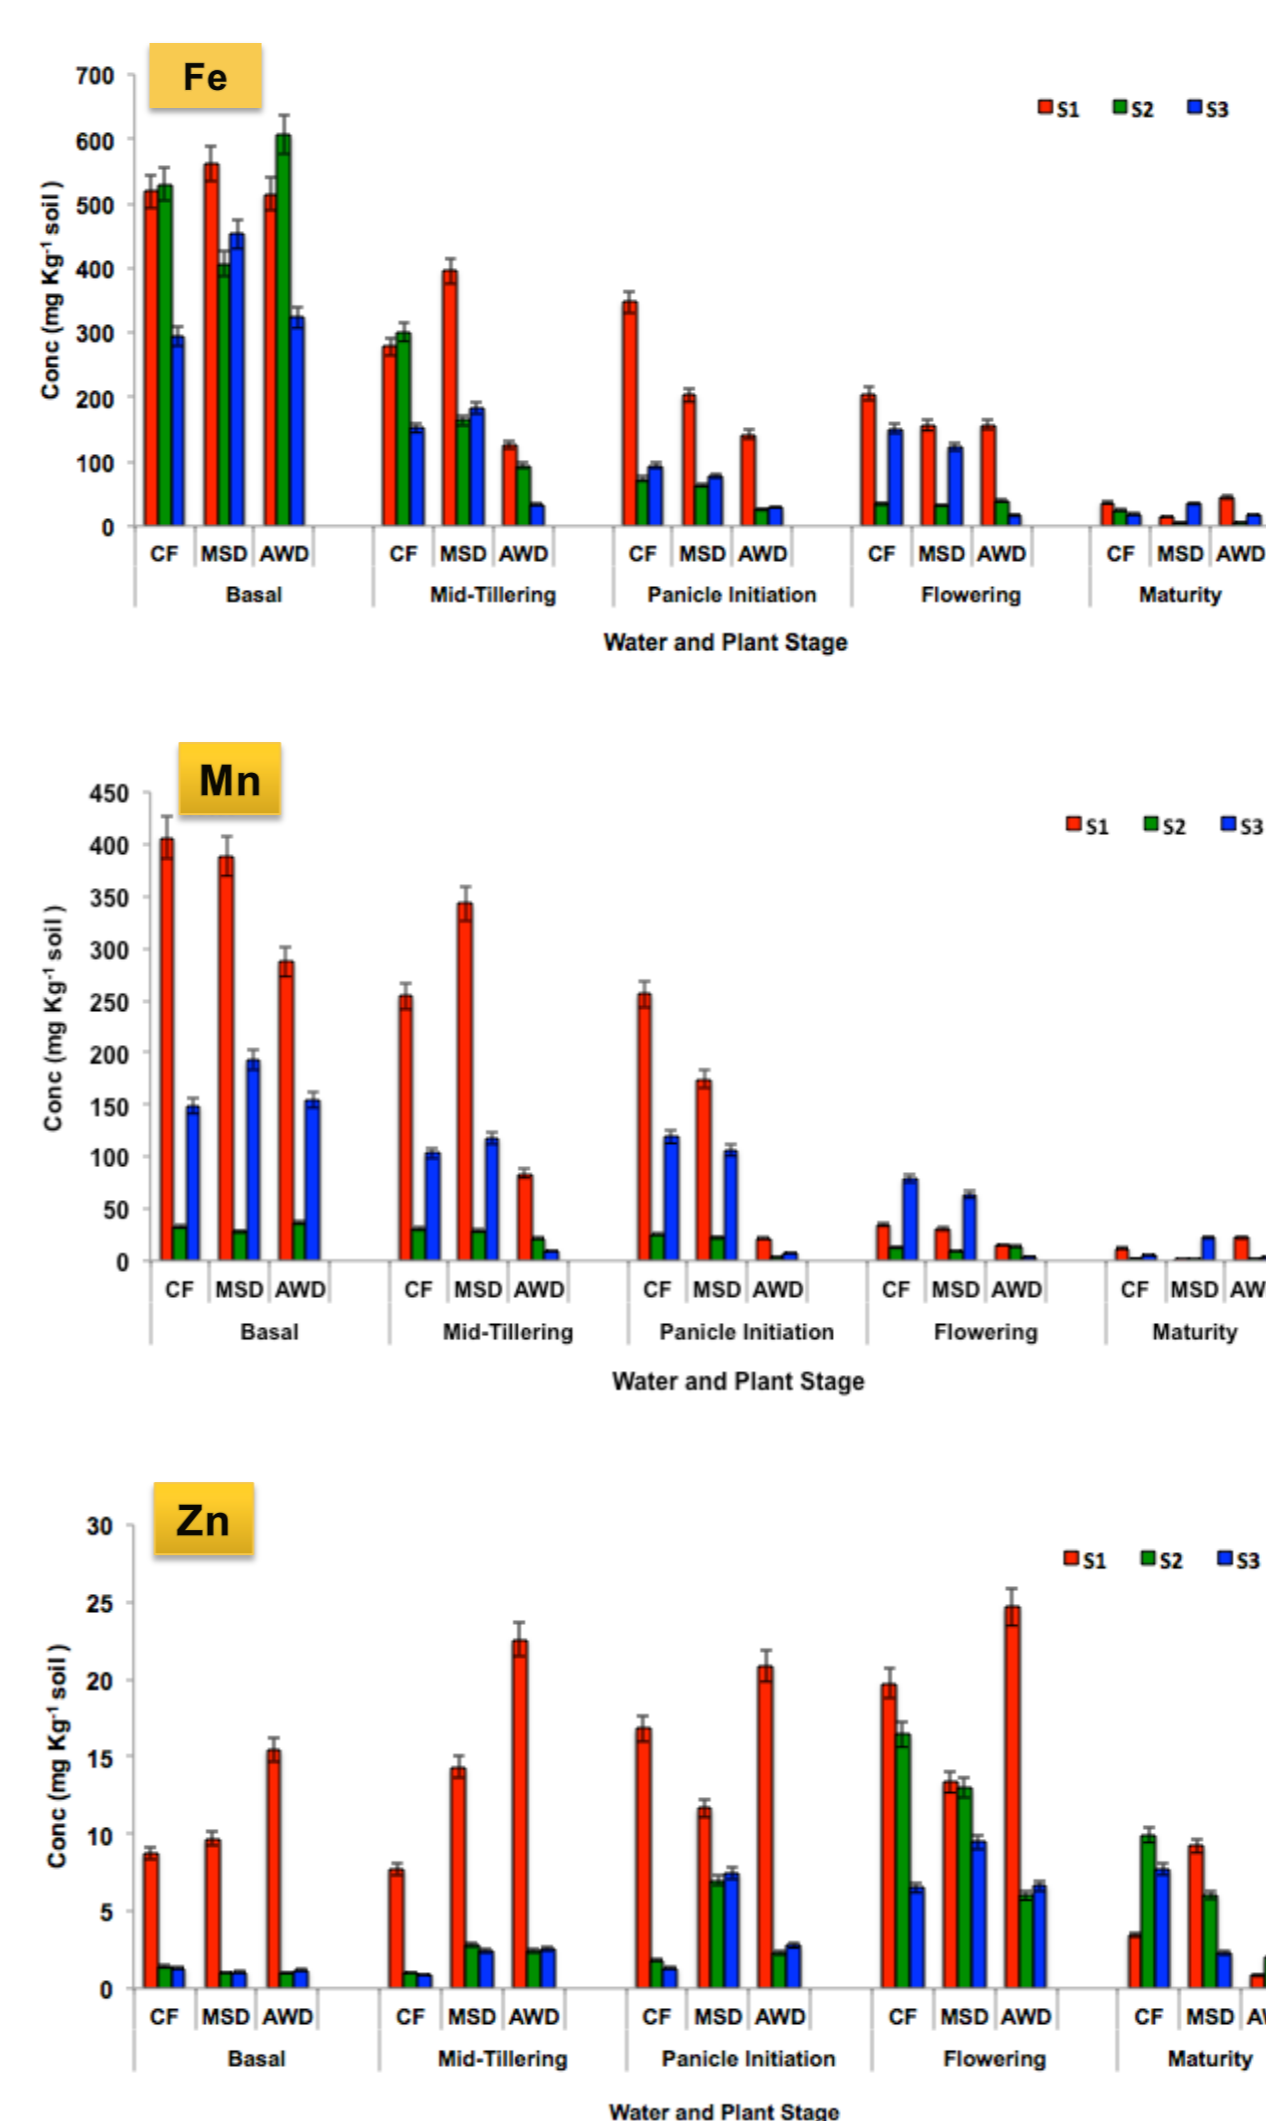 Fe
700
600
500
400
300
200
100
0
Conc (mg Kg-1 soil )
S1 S2 S3
CF MSD AWD CF MSD AWD CF MSD AWD CF MSD AWD CF MSD AWD
Basal Mid-Tillering Panicle Initiation Flowering Maturity
Water and Plant Stage
Mn
450
400
350
300
250
200
150
100
50
0
Conc (mg Kg-1 soil )
S1 S2 S3
CF MSD AWD CF MSD AWD CF MSD AWD CF MSD AWD CF MSD AW
Basal Mid-Tillering Panicle Initiation Flowering Maturity
Water and Plant Stage
Zn
30
25
20
15
10
5
0
Conc (mg Kg-1 soil )
S1 S2 S3
CF MSD AWD CF MSD AWD CF MSD AWD CF MSD AWD CF MSD A
Basal Mid-Tillering Panicle Initiation Flowering Maturity
Water and Plant Stage